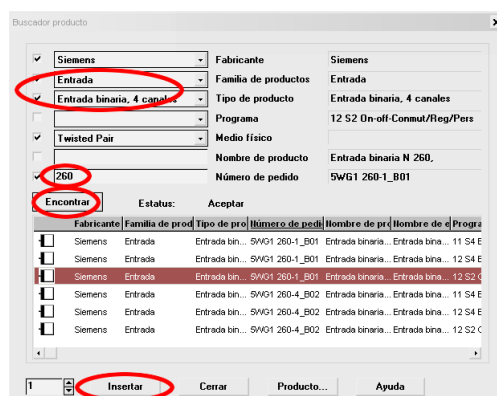 Buscador producto x
Siemens Fabricante Siemens
Entrada Familia de productos Entrada
Entrada binaria, 4 canales Tipo de producto Entrada binaria, 4 canales
Programa 12 S2 On-off-Conmut/Reg/Pers
Twisted Pair Medio físico
Nombre de producto Entrada binaria N 260,
260 Número de pedido 5WG1 260-1_B01
Encontrar Estatus: Aceptar
Fabricante Familia de prod Tipo de pro Número de pedi Nombre de pro Nombre de e Progra
Siemens Entrada Entrada bin... 5WG1 260-1_B01 Entrada binaria... Entrada bina... 11 S4 E
Siemens Entrada Entrada bin... 5WG1 260-1_B01 Entrada binaria... Entrada bina... 12 S2 E
Siemens Entrada Entrada bin... 5WG1 260-1_B01 Entrada binaria... Entrada bina... 12 S2 C
Siemens Entrada Entrada bin... 5WG1 260-4_B02 Entrada binaria... Entrada bina... 11 S4 E
Siemens Entrada Entrada bin... 5WG1 260-4_B02 Entrada binaria... Entrada bina... 12 S2 E
Siemens Entrada Entrada bin... 5WG1 260-4_B02 Entrada binaria... Entrada bina... 12 S2 C
1 Insertar Cerrar Producto... Ayuda